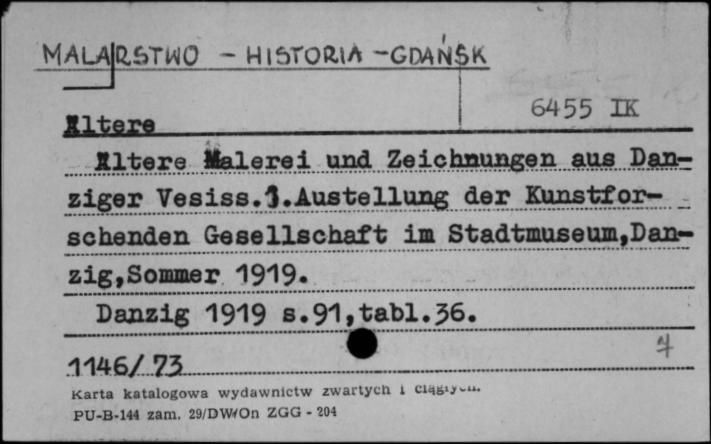 MALARSTWO - HISTORIA - GDAŃSK
6455 IK
Ältere
Ältere Malerei und Zeichnungen aus Dan-
ziger Vesiss.1.Austellung der Kunstfor-
schenden Gesellschaft im Stadtmuseum,Dan-
zig,Sommer 1919.
Danzig 1919 s.91,tabl.36.
7
1146/73
Karta katalogowa wydawnictw zwartych i ciągłych.
PU-B-144 zam. 29/DW/On ZGG - 204